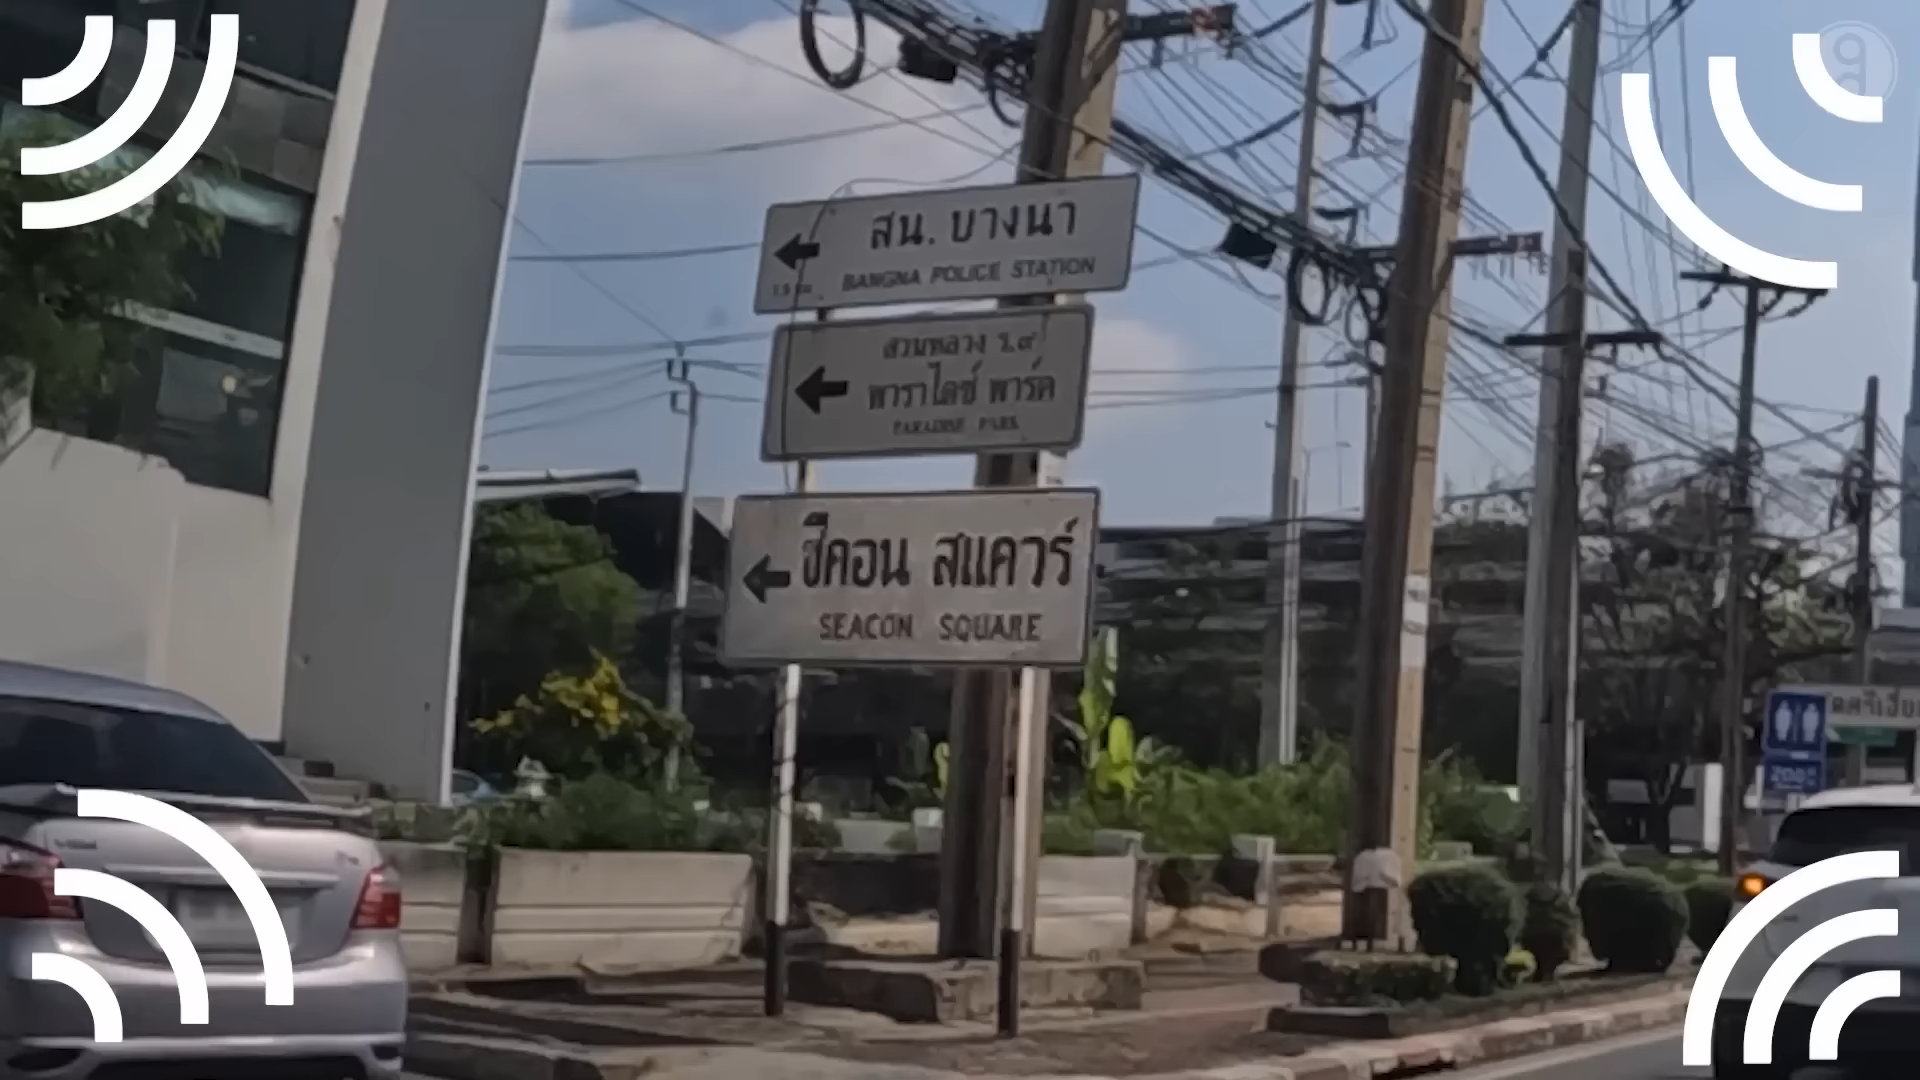 สน. บางนา
BANGNA POLICE STATION
สวนหลวง ร.๙
พาราไดซ์ พาร์ค
PARADISE PARK
ซีคอน สแควร์
SEACON SQUARE